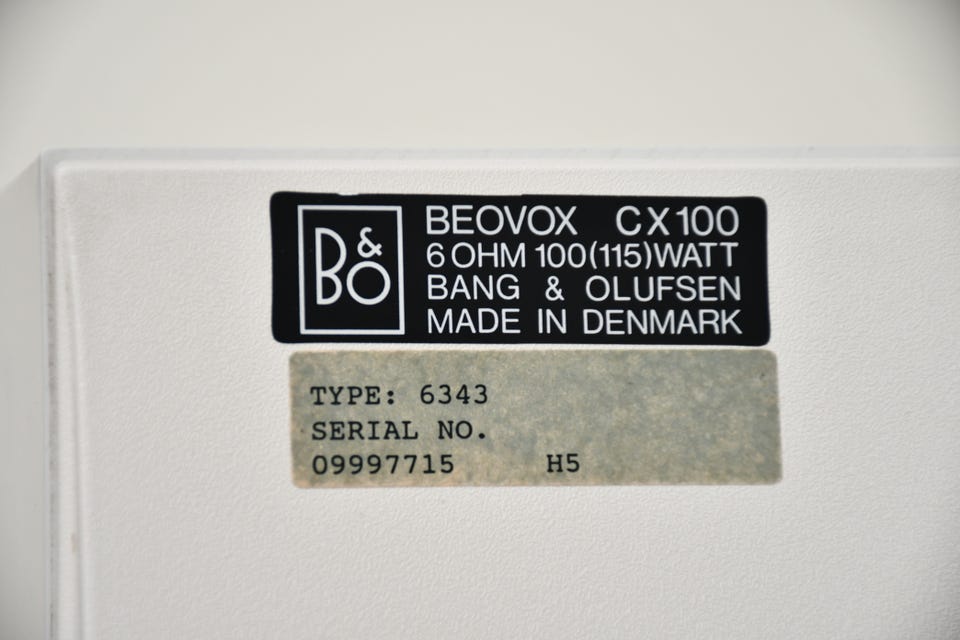 B&O
BEOVOX CX100
6 OHM 100(115)WATT
BANG & OLUFSEN
MADE IN DENMARK
TYPE: 6343
SERIAL NO.
09997715 H5